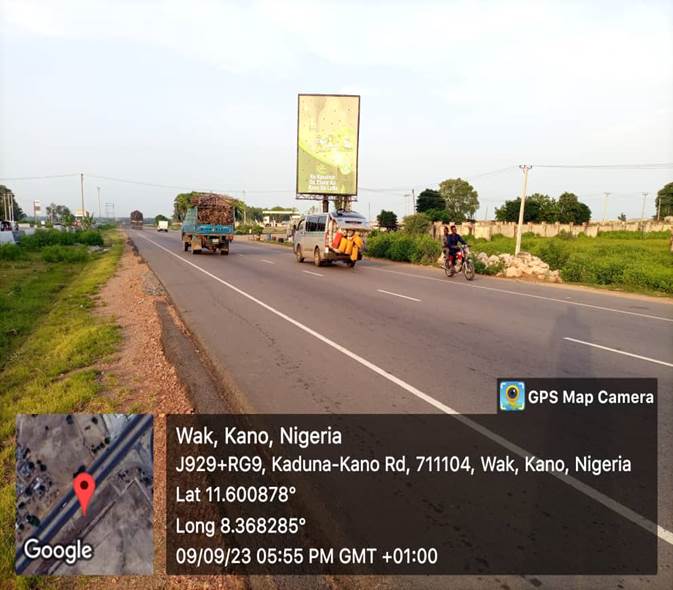 GPS Map Camera
Wak, Kano, Nigeria
J929+RG9, Kaduna-Kano Rd, 711104, Wak, Kano, Nigeria
Lat 11.600878°
Long 8.368285°
09/09/23 05:55 PM GMT +01:00
Google